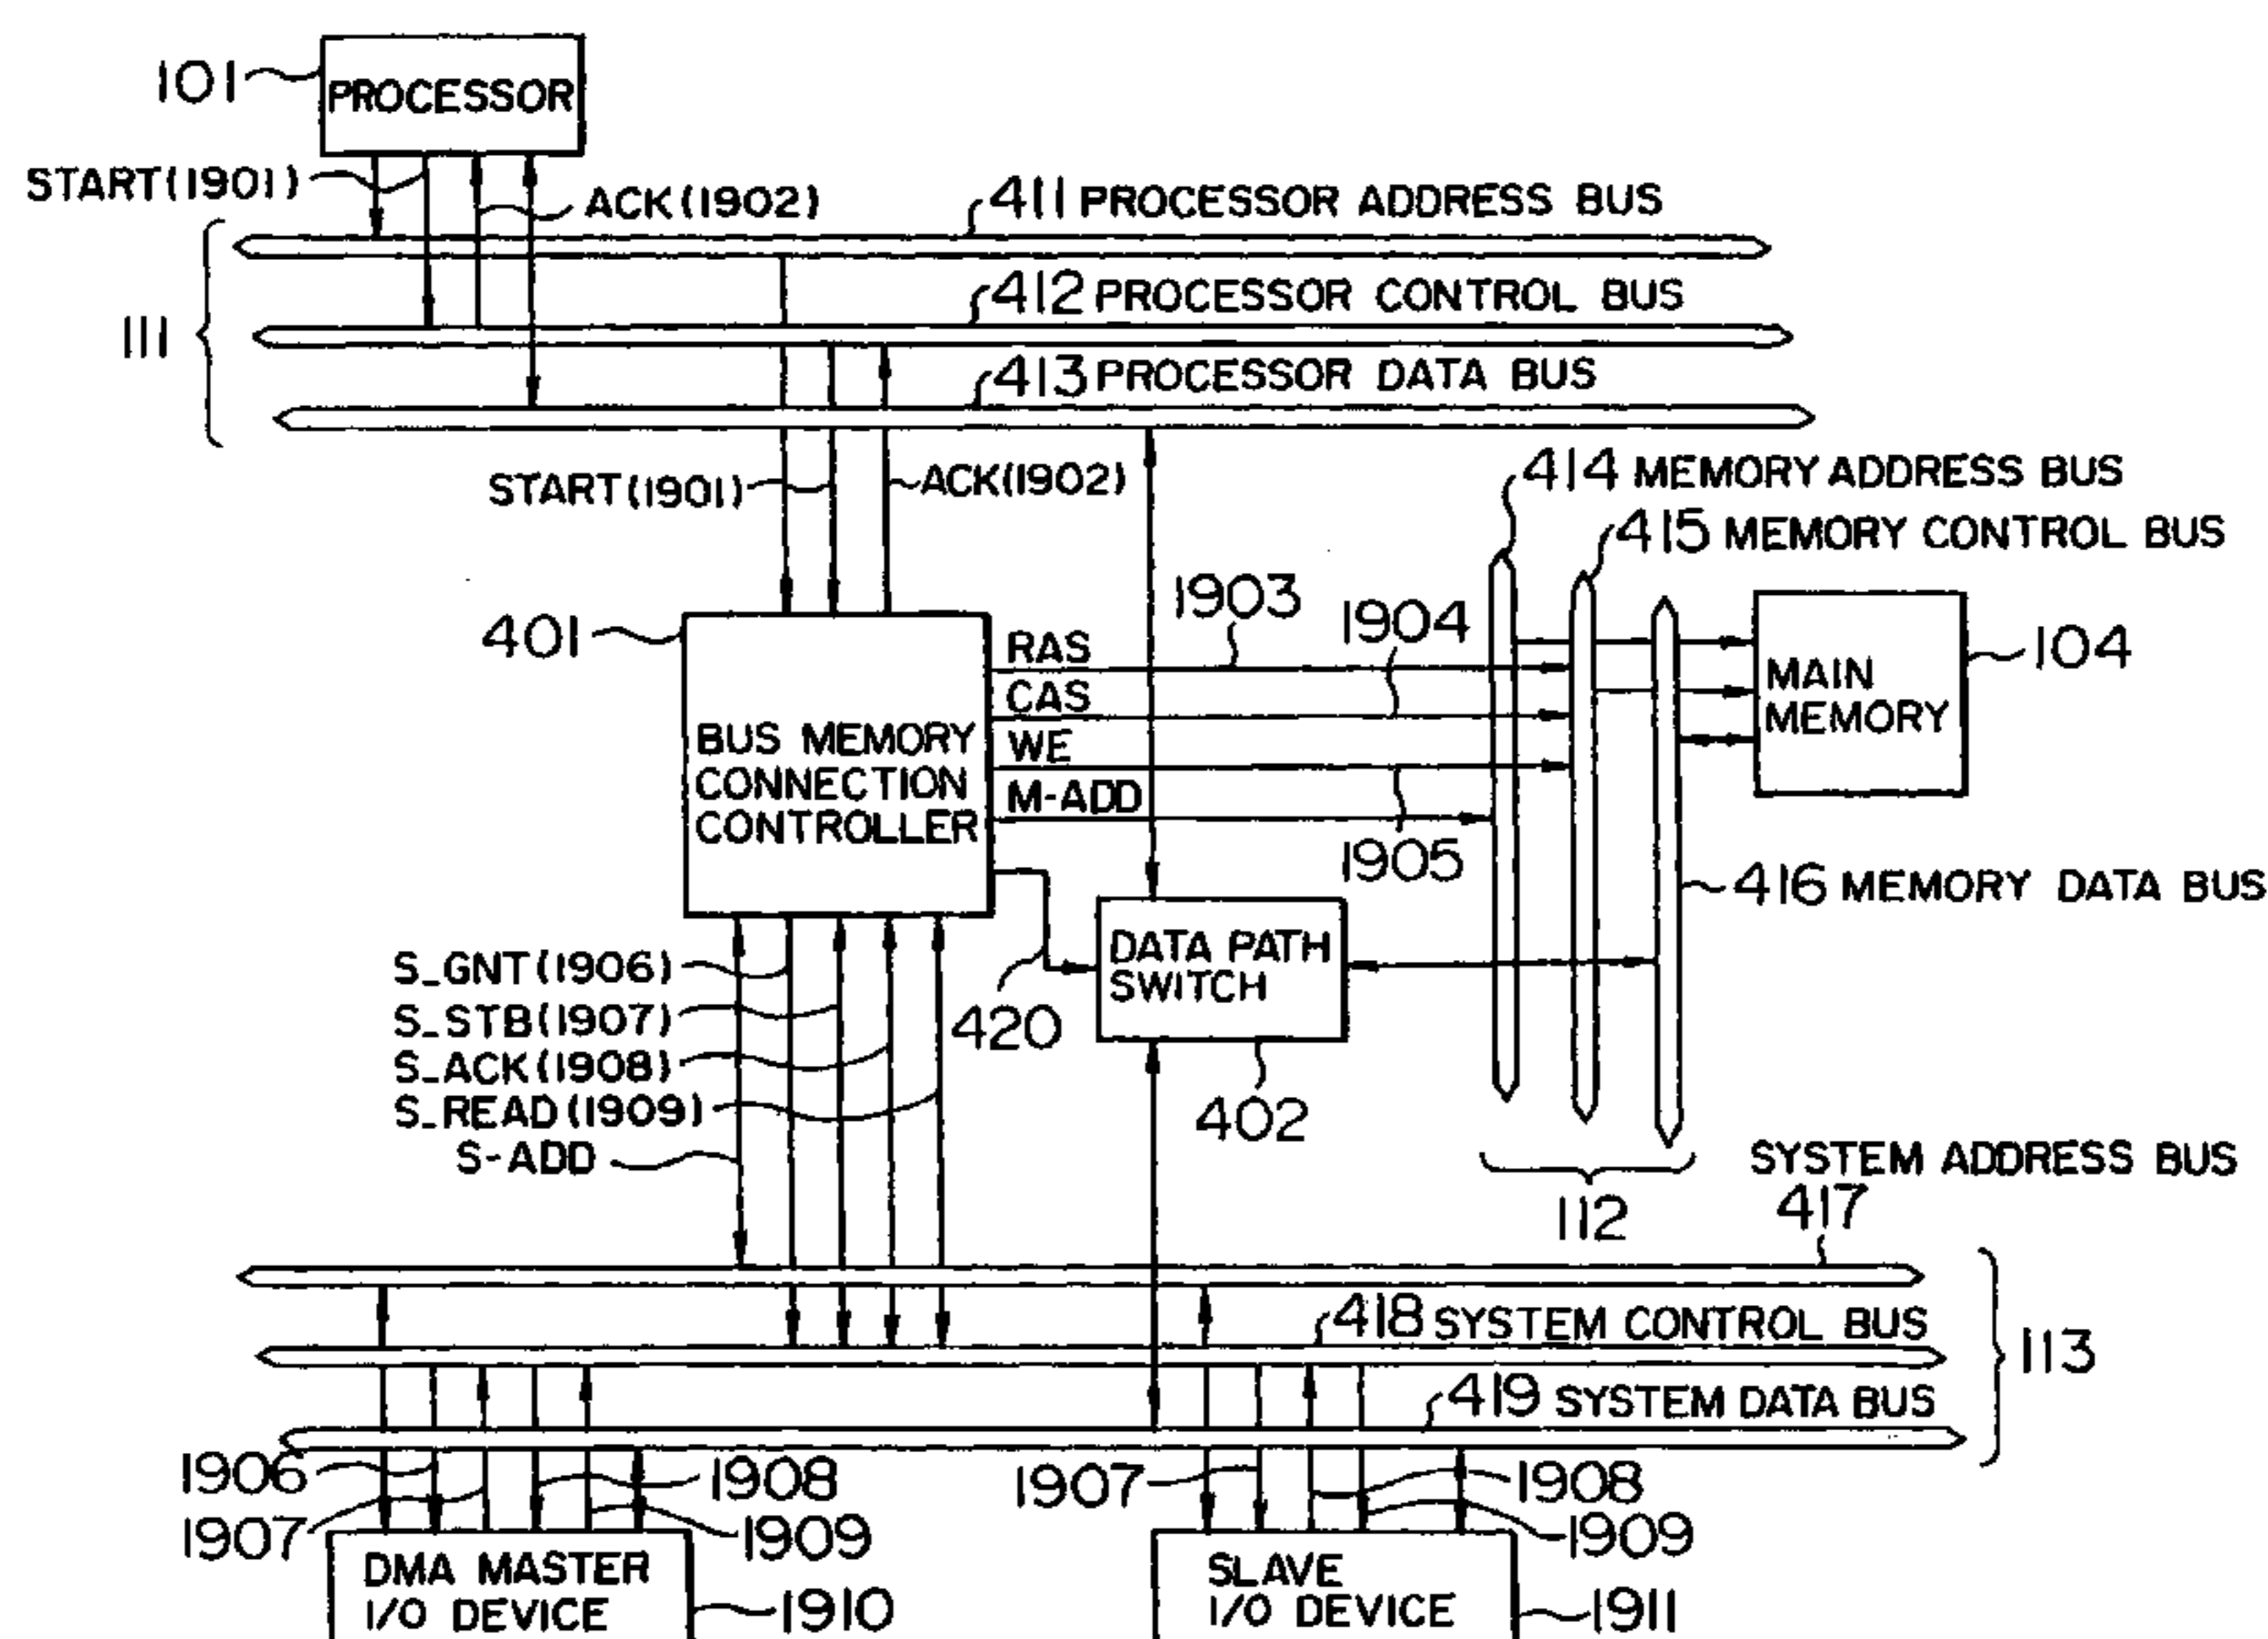 101
PROCESSOR
START(1901)
ACK(1902)
411 PROCESSOR ADDRESS BUS
412 PROCESSOR CONTROL BUS
111
413 PROCESSOR DATA BUS
START(1901)
ACK(1902)
414 MEMORY ADDRESS BUS
415 MEMORY CONTROL BUS
401
1903
1904
RAS
CAS
WE
M-ADD
MAIN
MEMORY
104
BUS MEMORY
CONNECTION
CONTROLLER
1905
416 MEMORY DATA BUS
DATA PATH
SWITCH
S_GNT(1906)
S_STB(1907)
S_ACK(1908)
S_READ(1909)
S-ADD
420
402
112
SYSTEM ADDRESS BUS
417
418 SYSTEM CONTROL BUS
113
419 SYSTEM DATA BUS
1906
1908
1907
1909
1907
1908
1909
DMA MASTER
I/O DEVICE
1910
SLAVE
I/O DEVICE
1911